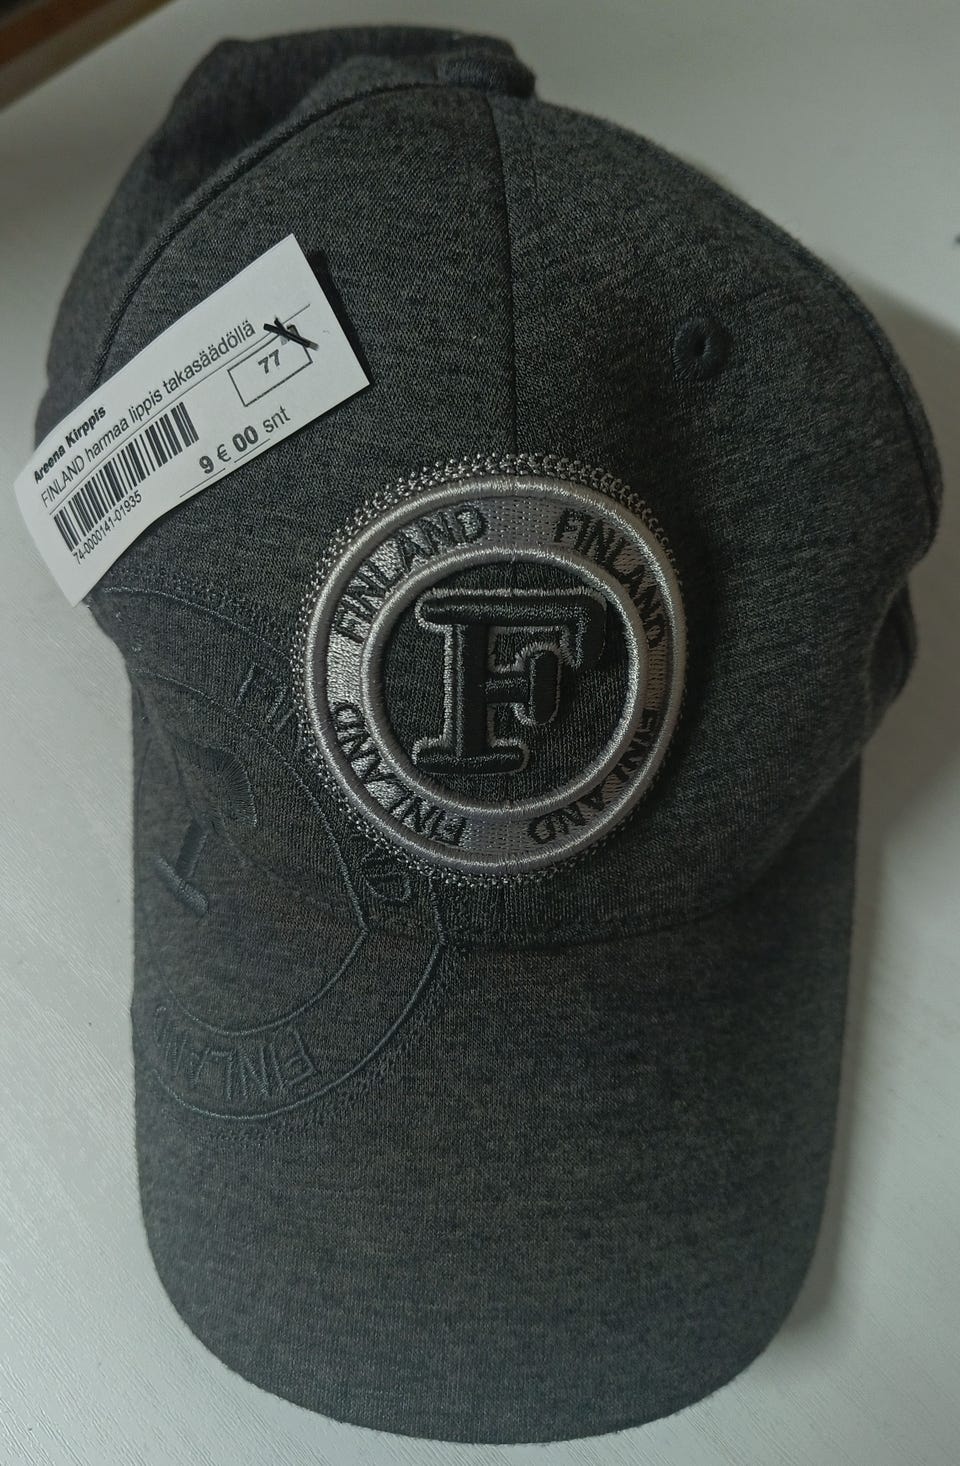 Areena Kirppis
FINLAND harmaa lippis takasäädöllä
77
9 € 00 snt
74-0000141-01935
FINLAND FINLAND
F
FINLAND FINLAND
FINLAND